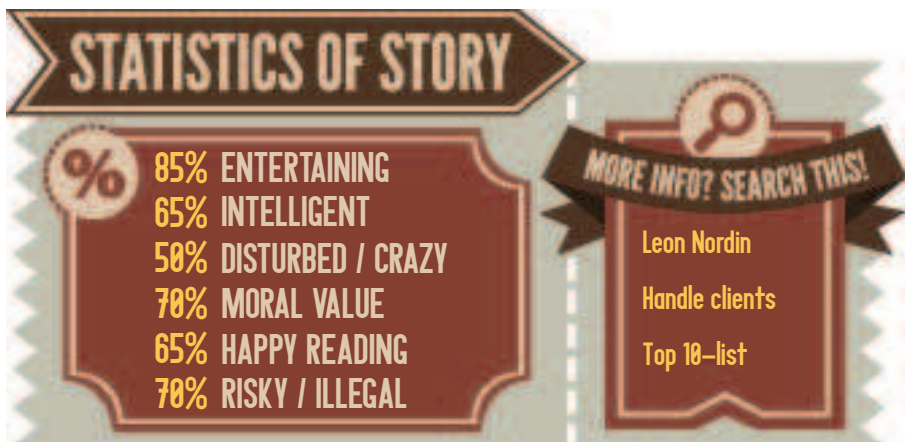 STATISTICS OF STORY
%
85% ENTERTAINING
65% INTELLIGENT
50% DISTURBED / CRAZY
70% MORAL VALUE
65% HAPPY READING
70% RISKY / ILLEGAL
MORE INFO? SEARCH THIS!
Leon Nordin
Handle clients
Top 10-list